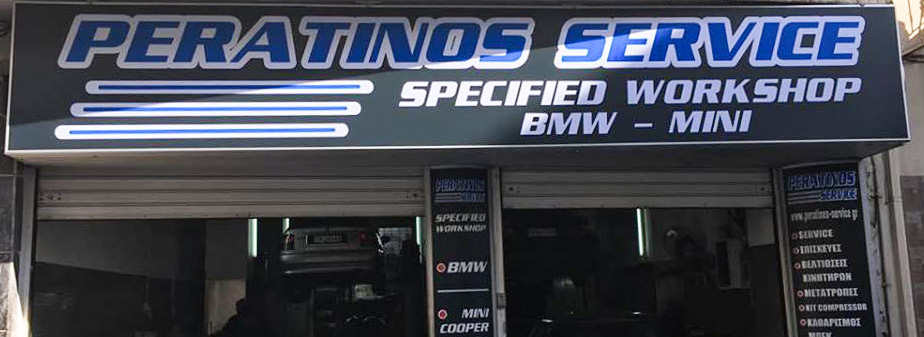 PERATINOS SERVICE
SPECIFIED WORKSHOP
BMW - MINI
PERATINOS
SERVICE
SPECIFIED
WORKSHOP
BMW
MINI
COOPER
PERATINOS
SERVICE
www.peratinos-service.gr
SERVICE
ΕΠΙΣΚΕΥΕΣ
ΒΕΛΤΙΩΣΕΙΣ
ΚΙΝΗΤΗΡΩΝ
ΜΕΤΑΤΡΟΠΕΣ
KIT COMPRESSOR
ΚΑΘΑΡΙΣΜΟΣ
ΜΠΕΚ